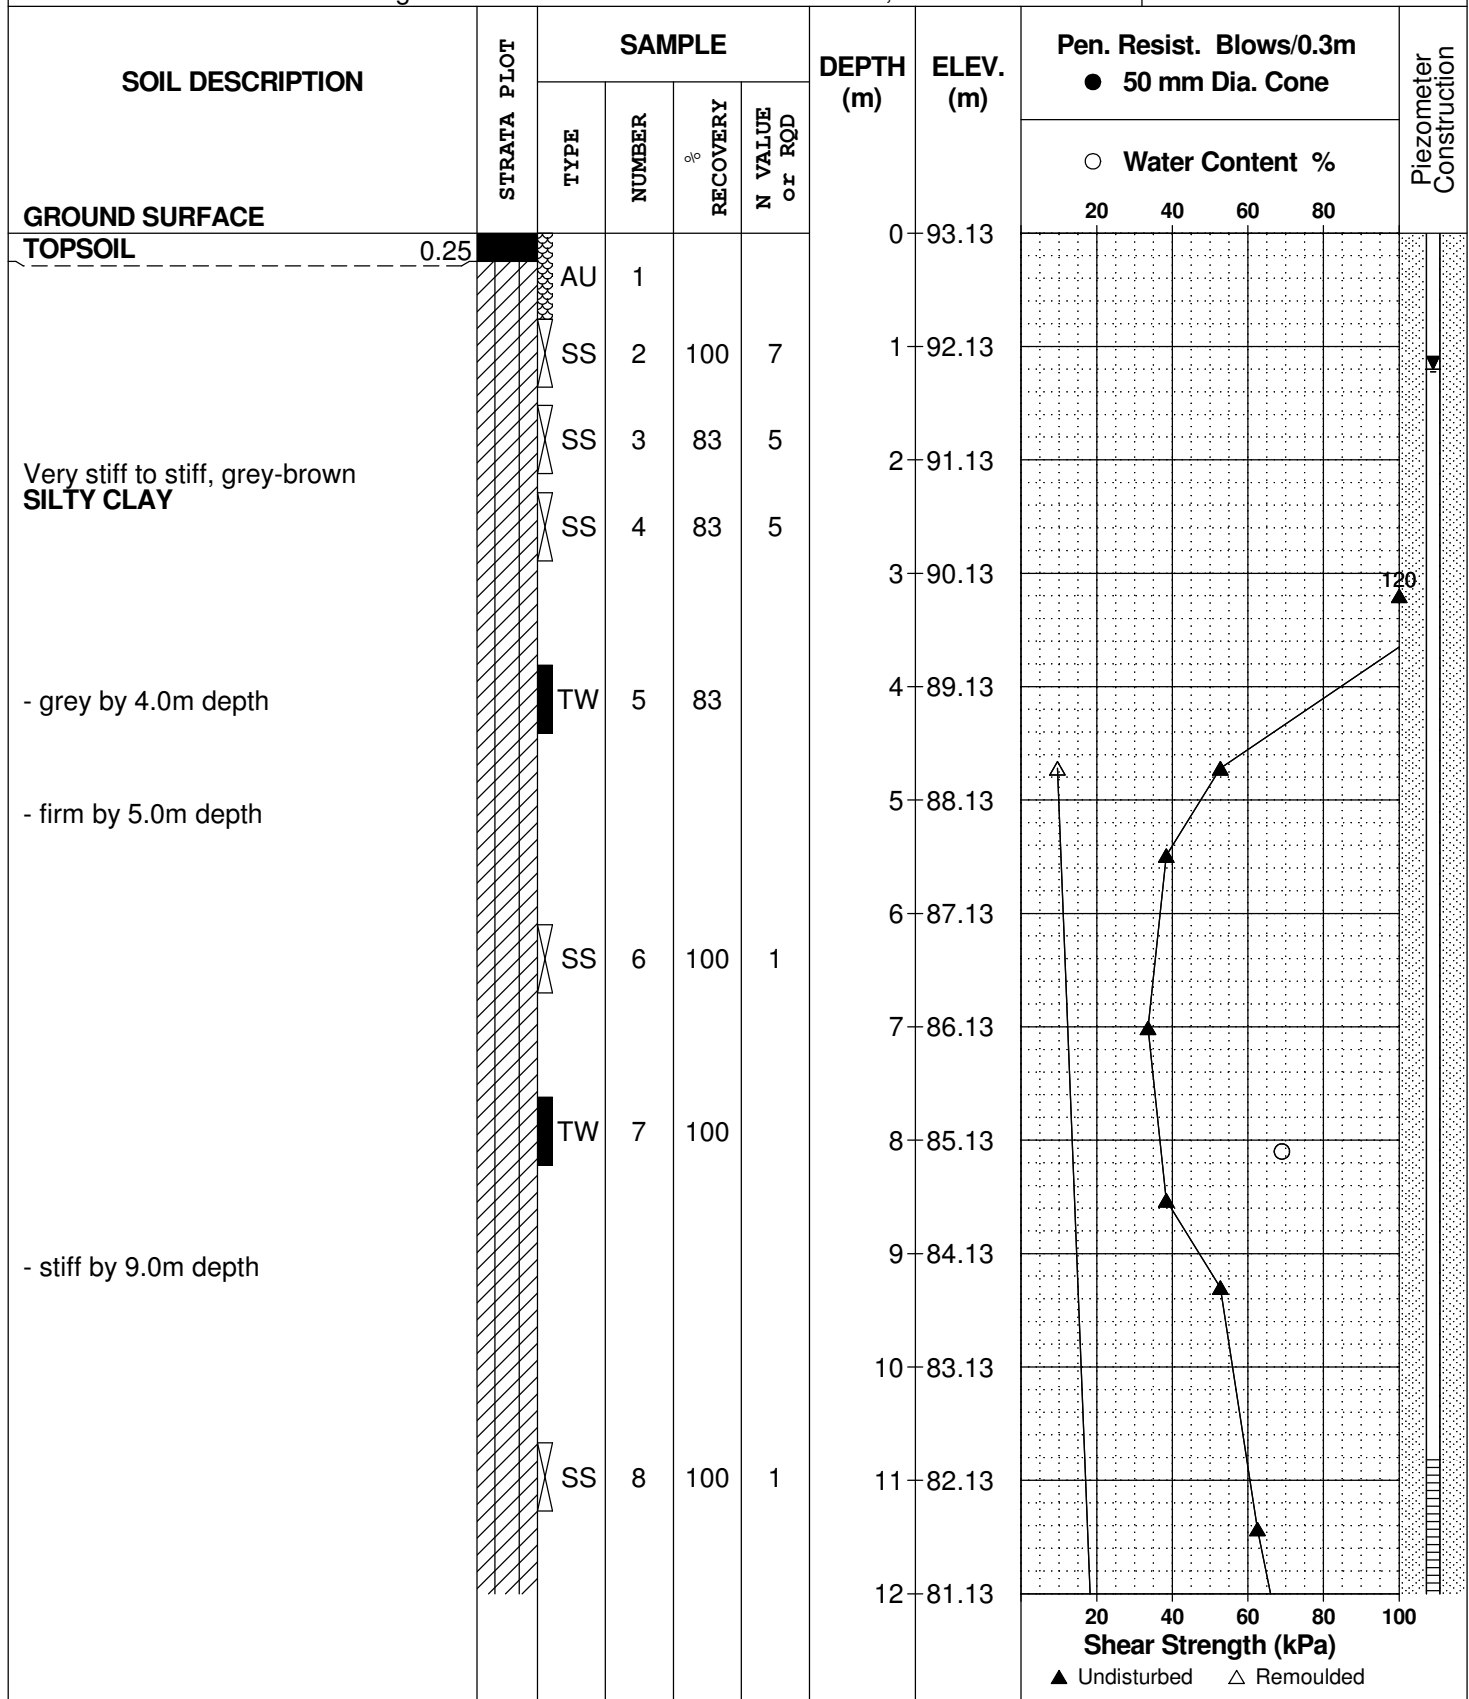 SOIL DESCRIPTION
GROUND SURFACE
STRATA PLOT
SAMPLE
TYPE
NUMBER
% RECOVERY
N VALUE
or RQD
DEPTH
(m)
ELEV.
(m)
Pen. Resist. Blows/0.3m
● 50 mm Dia. Cone
○ Water Content %
20 40 60 80
Piezometer
Construction
TOPSOIL 0.25
0 93.13
AU 1
SS 2 100 7
1 92.13
SS 3 83 5
2 91.13
Very stiff to stiff, grey-brown
SILTY CLAY
SS 4 83 5
3 90.13
120
- grey by 4.0m depth
TW 5 83
4 89.13
5 88.13
- firm by 5.0m depth
6 87.13
SS 6 100 1
7 86.13
TW 7 100
8 85.13
9 84.13
- stiff by 9.0m depth
10 83.13
SS 8 100 1
11 82.13
12 81.13
20 40 60 80 100
Shear Strength (kPa)
▲ Undisturbed △ Remoulded